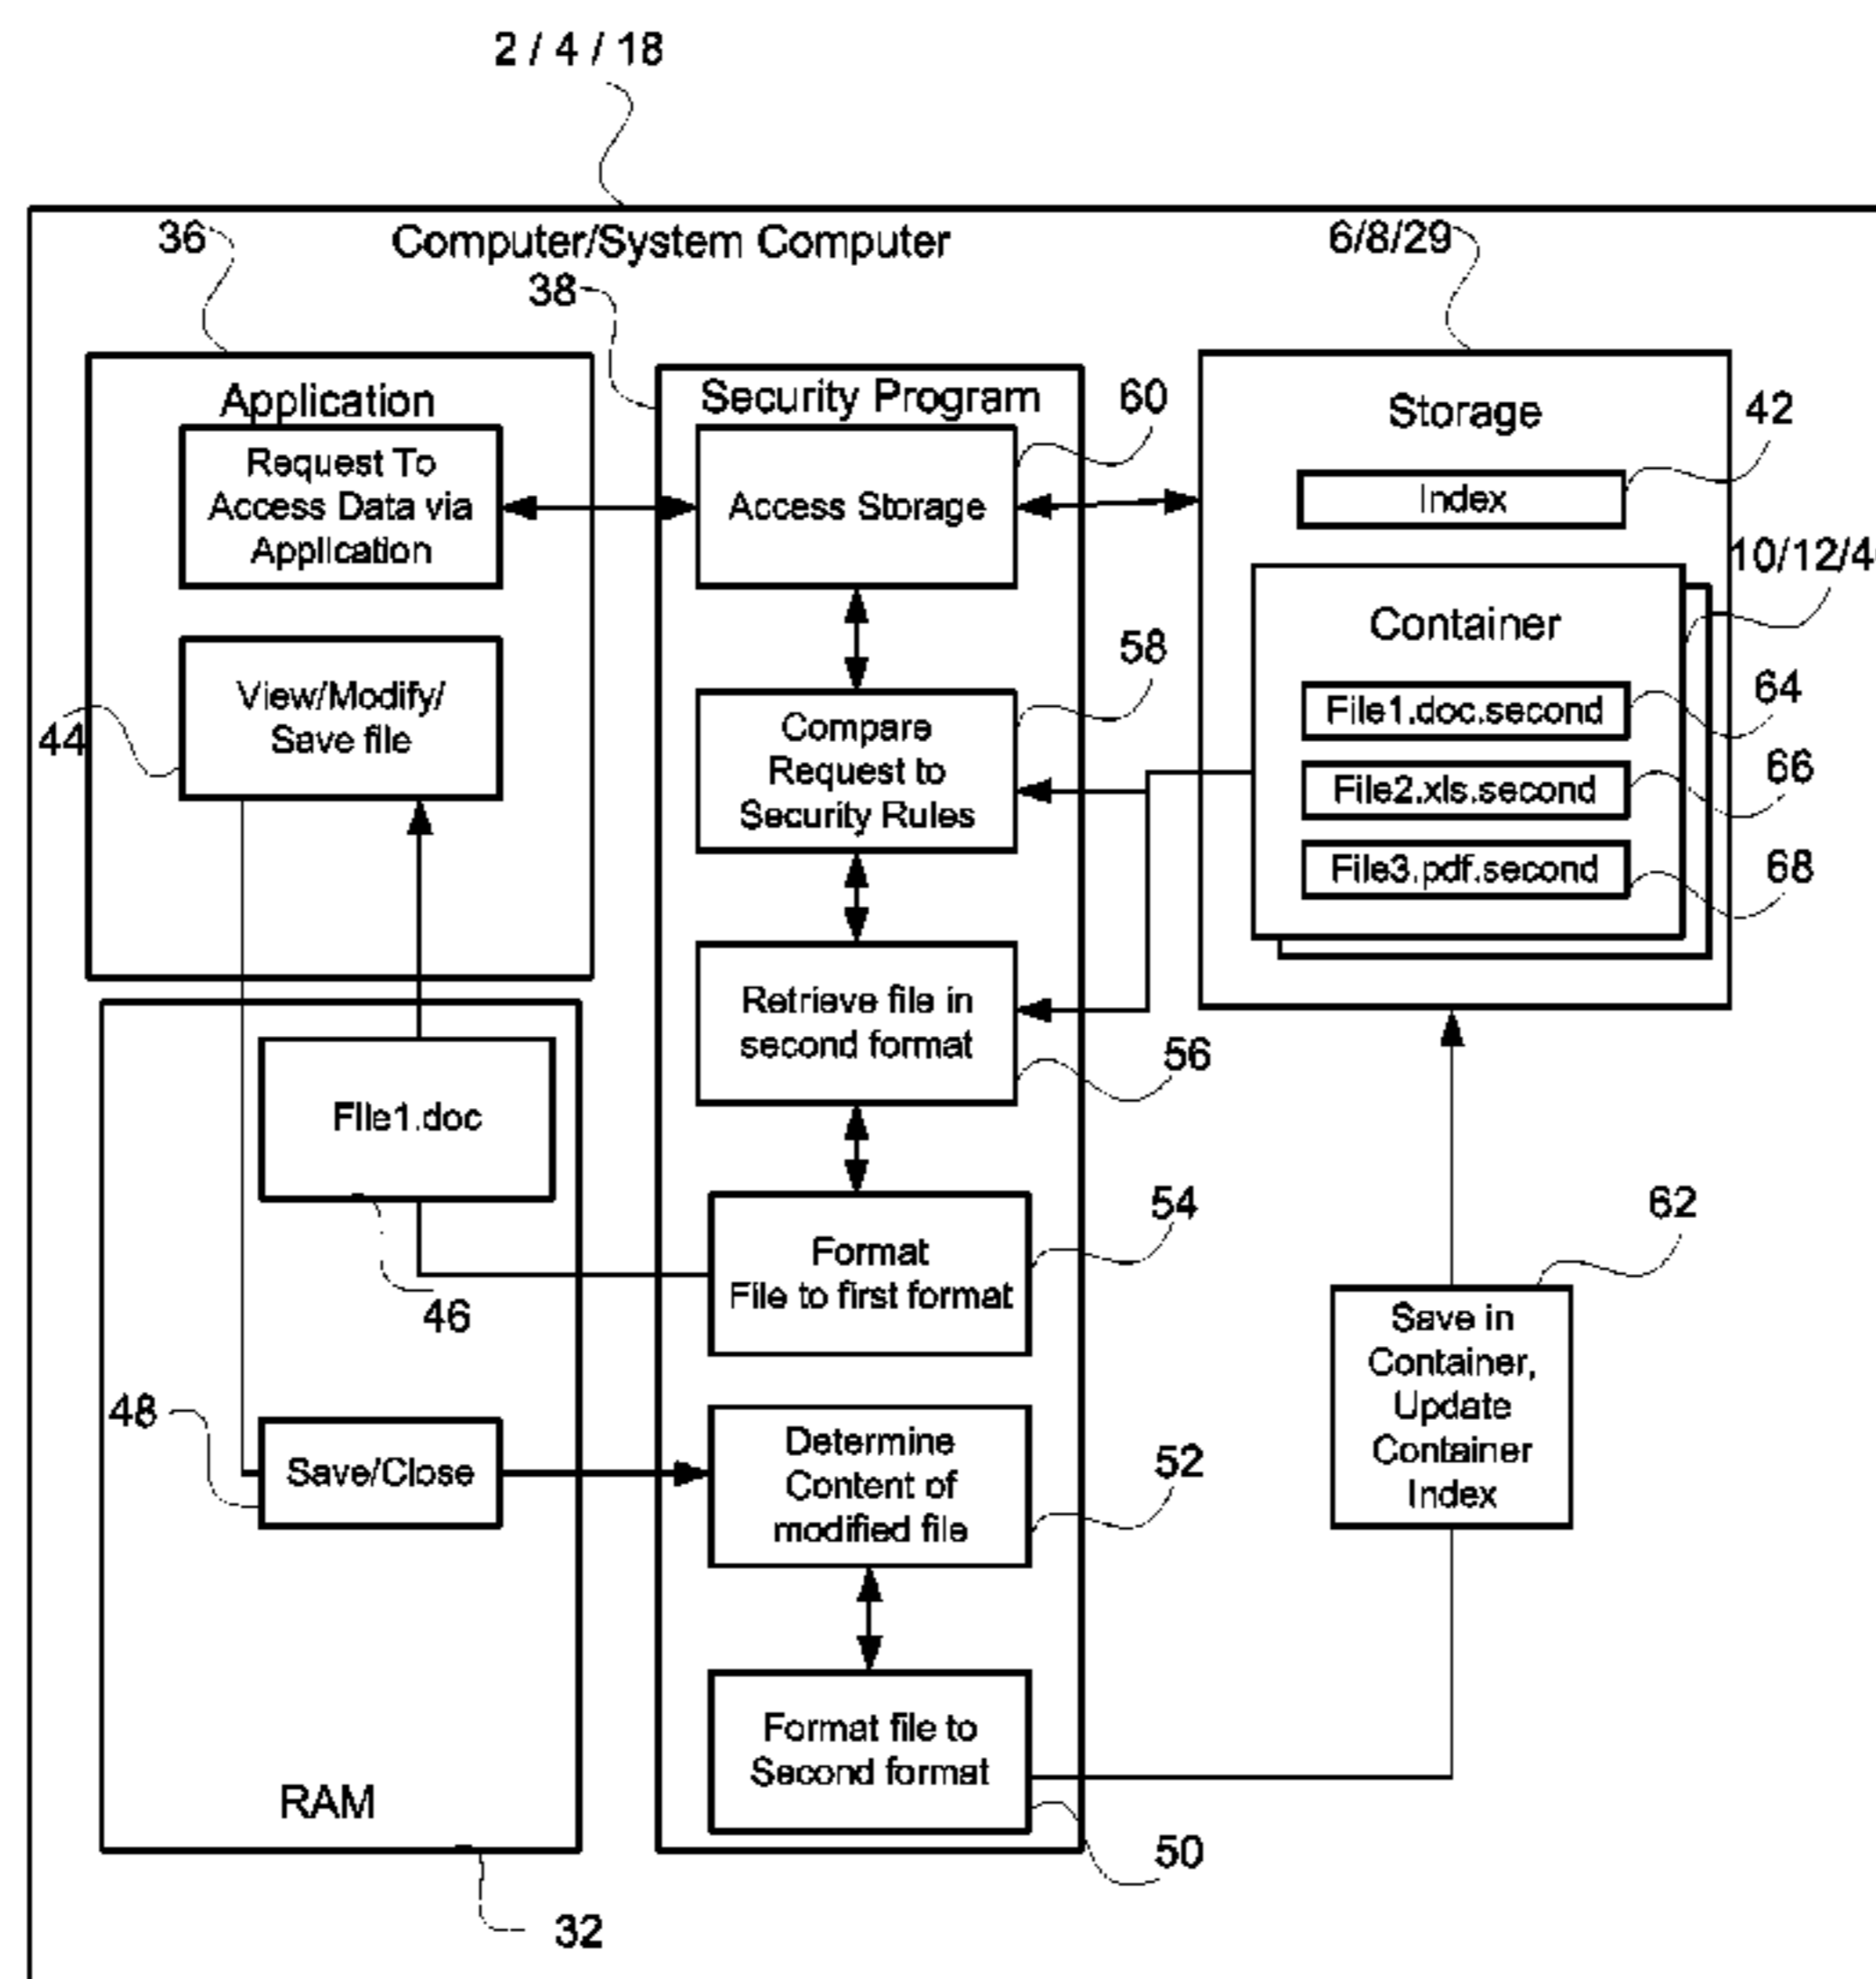 2 / 4 / 18
Computer/System Computer
36
38
6/8/29
Application
Request To
Access Data via
Application
View/Modify/
Save file
44
Security Program
60
Access Storage
58
Compare
Request to
Security Rules
Retrieve file in
second format
56
Format
File to first format
54
Determine
Content of
modified file
52
Format file to
Second format
50
Storage
42
Index
10/12/4
Container
File1.doc.second
64
File2.xls.second
66
File3.pdf.second
68
File1.doc
46
48
Save/Close
RAM
32
62
Save in
Container,
Update
Container
Index